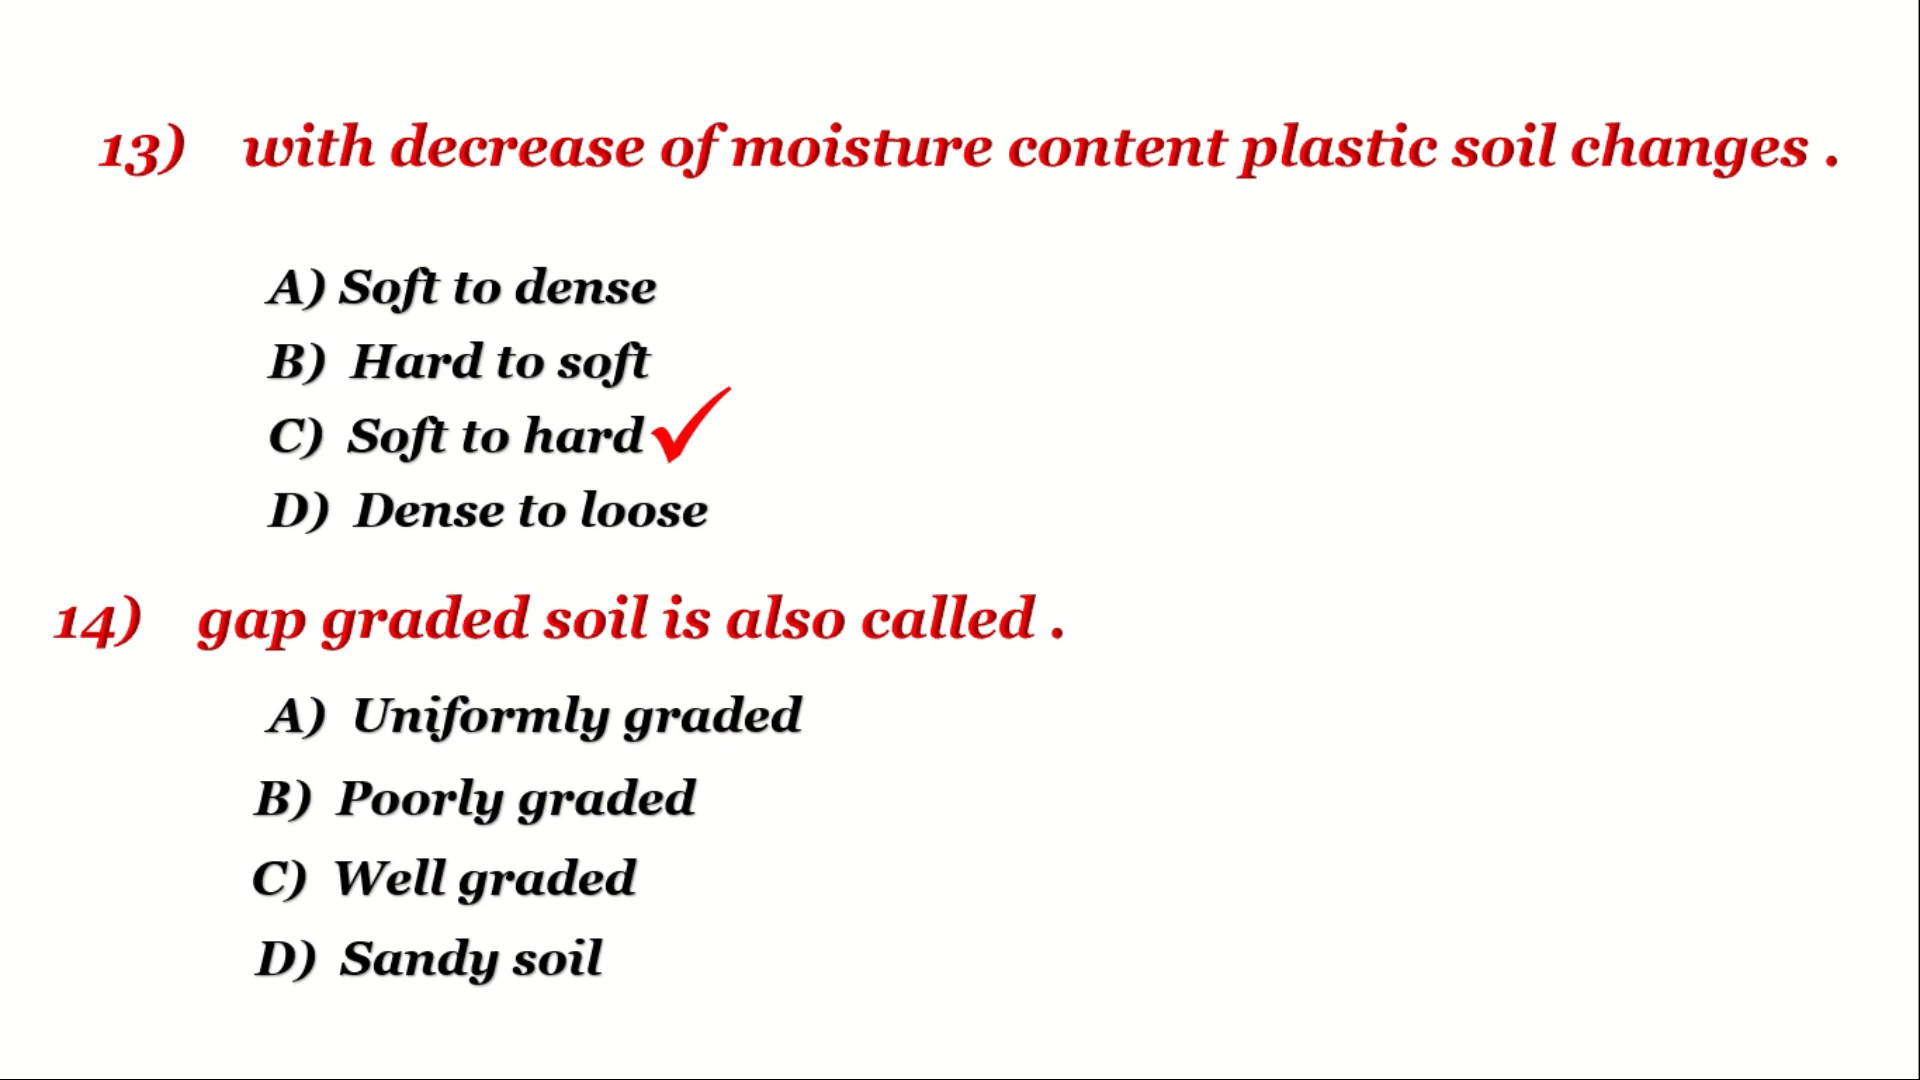 13) with decrease of moisture content plastic soil changes .
A) Soft to dense
B) Hard to soft
C) Soft to hard
D) Dense to loose
14) gap graded soil is also called .
A) Uniformly graded
B) Poorly graded
C) Well graded
D) Sandy soil